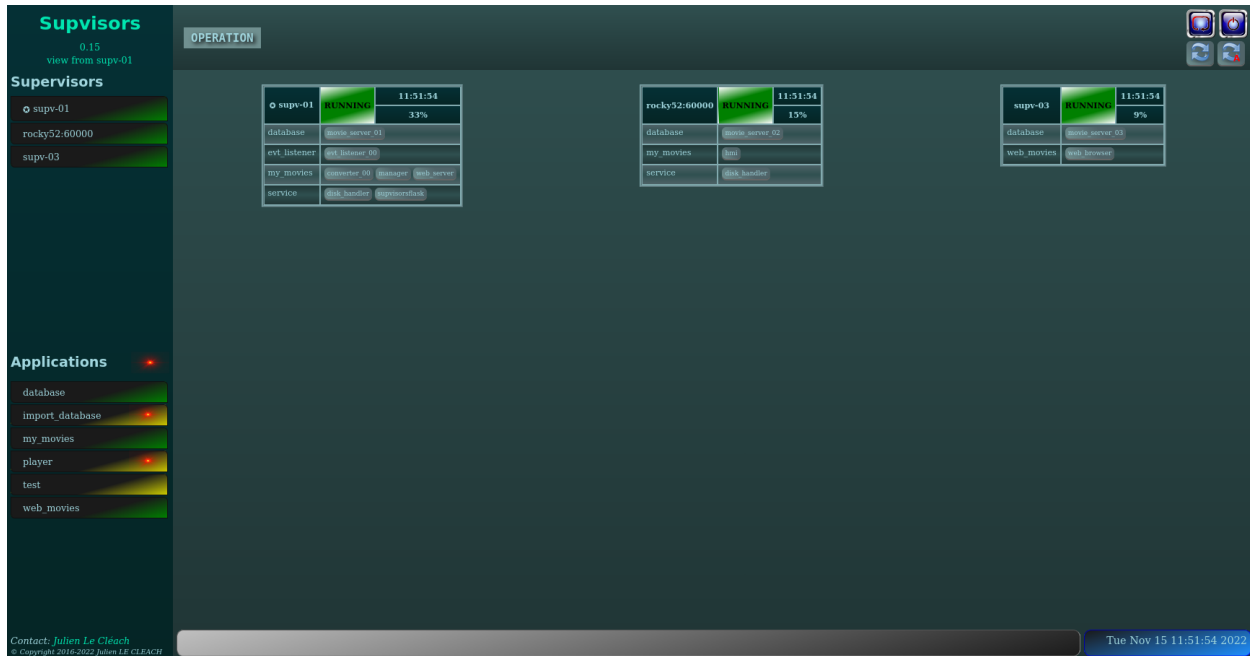 Supvisors
0.15
view from supv-01
Supervisors
✪ supv-01
rocky52:60000
supv-03
Applications
database
import_database
my_movies
player
test
web_movies
Contact: Julien Le Cléach
© Copyright 2016-2022 Julien LE CLEACH
OPERATION
✪ supv-01 RUNNING 11:51:54
33%
database movie_server_01
evt_listener evt_listener_00
my_movies converter_00 manager web_server
service disk_handler supvisorsflask
rocky52:60000 RUNNING 11:51:54
15%
database movie_server_02
my_movies hmi
service disk_handler
supv-03 RUNNING 11:51:54
9%
database movie_server_03
web_movies web_browser
Tue Nov 15 11:51:54 2022